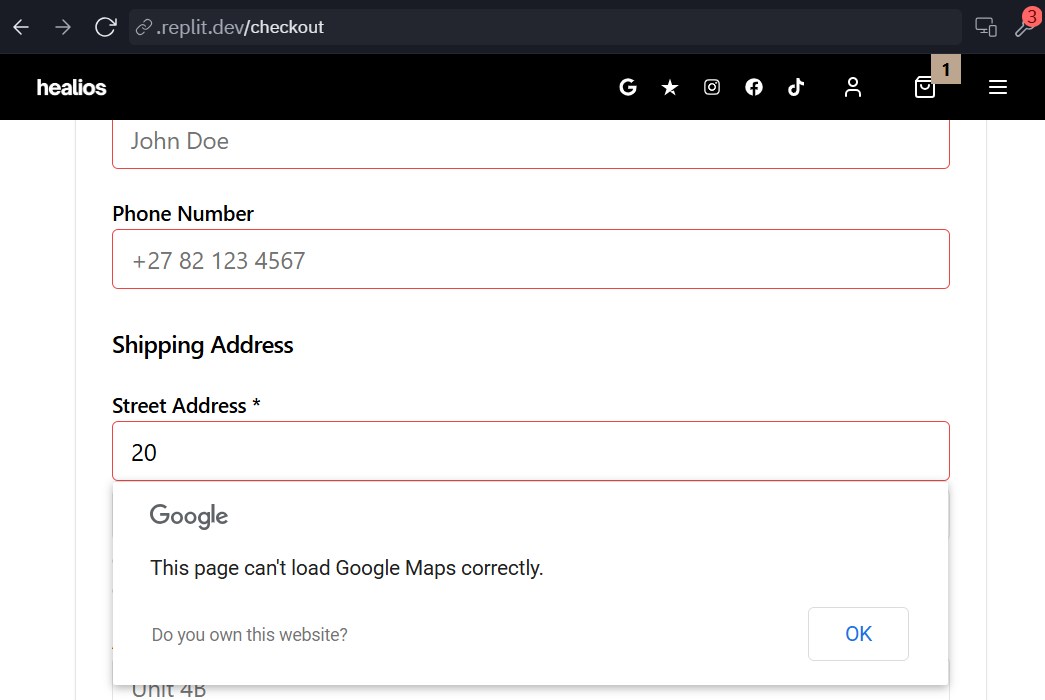 .replit.dev/checkout
3
healios
1
John Doe
Phone Number
+27 82 123 4567
Shipping Address
Street Address *
20
Google
This page can't load Google Maps correctly.
Do you own this website?
OK
Unit 4B